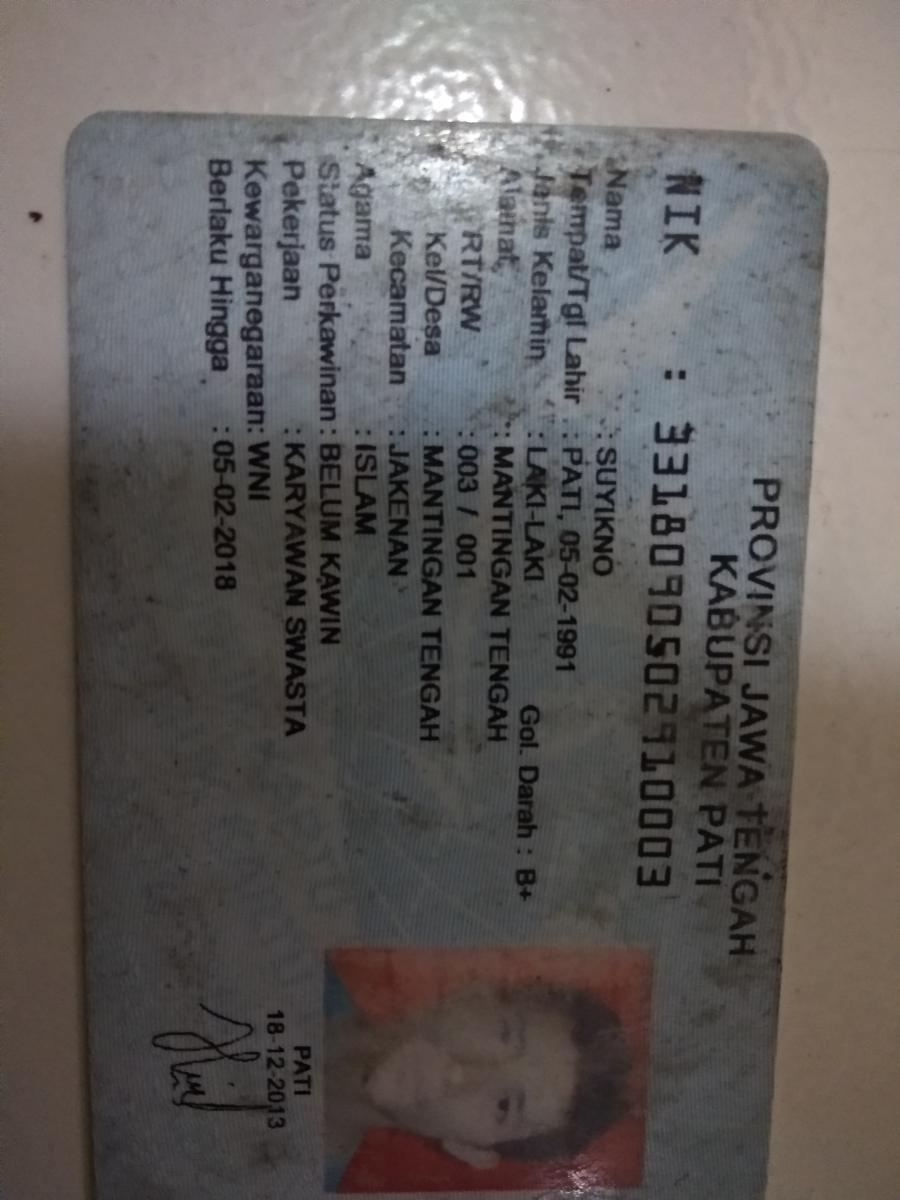 PROVINSI JAWA TENGAH
KABUPATEN PATI
NIK : 3318090502910003
Nama : SUYIKNO
Tempat/Tgl Lahir : PATI, 05-02-1991
Jenis Kelamin : LAKI-LAKI Gol. Darah : B+
Alamat : MANTINGAN TENGAH
RT/RW : 003 / 001
Kel/Desa : MANTINGAN TENGAH
Kecamatan : JAKENAN
Agama : ISLAM
Status Perkawinan : BELUM KAWIN
Pekerjaan : KARYAWAN SWASTA
Kewarganegaraan: WNI
Berlaku Hingga : 05-02-2018
PATI
18-12-2013